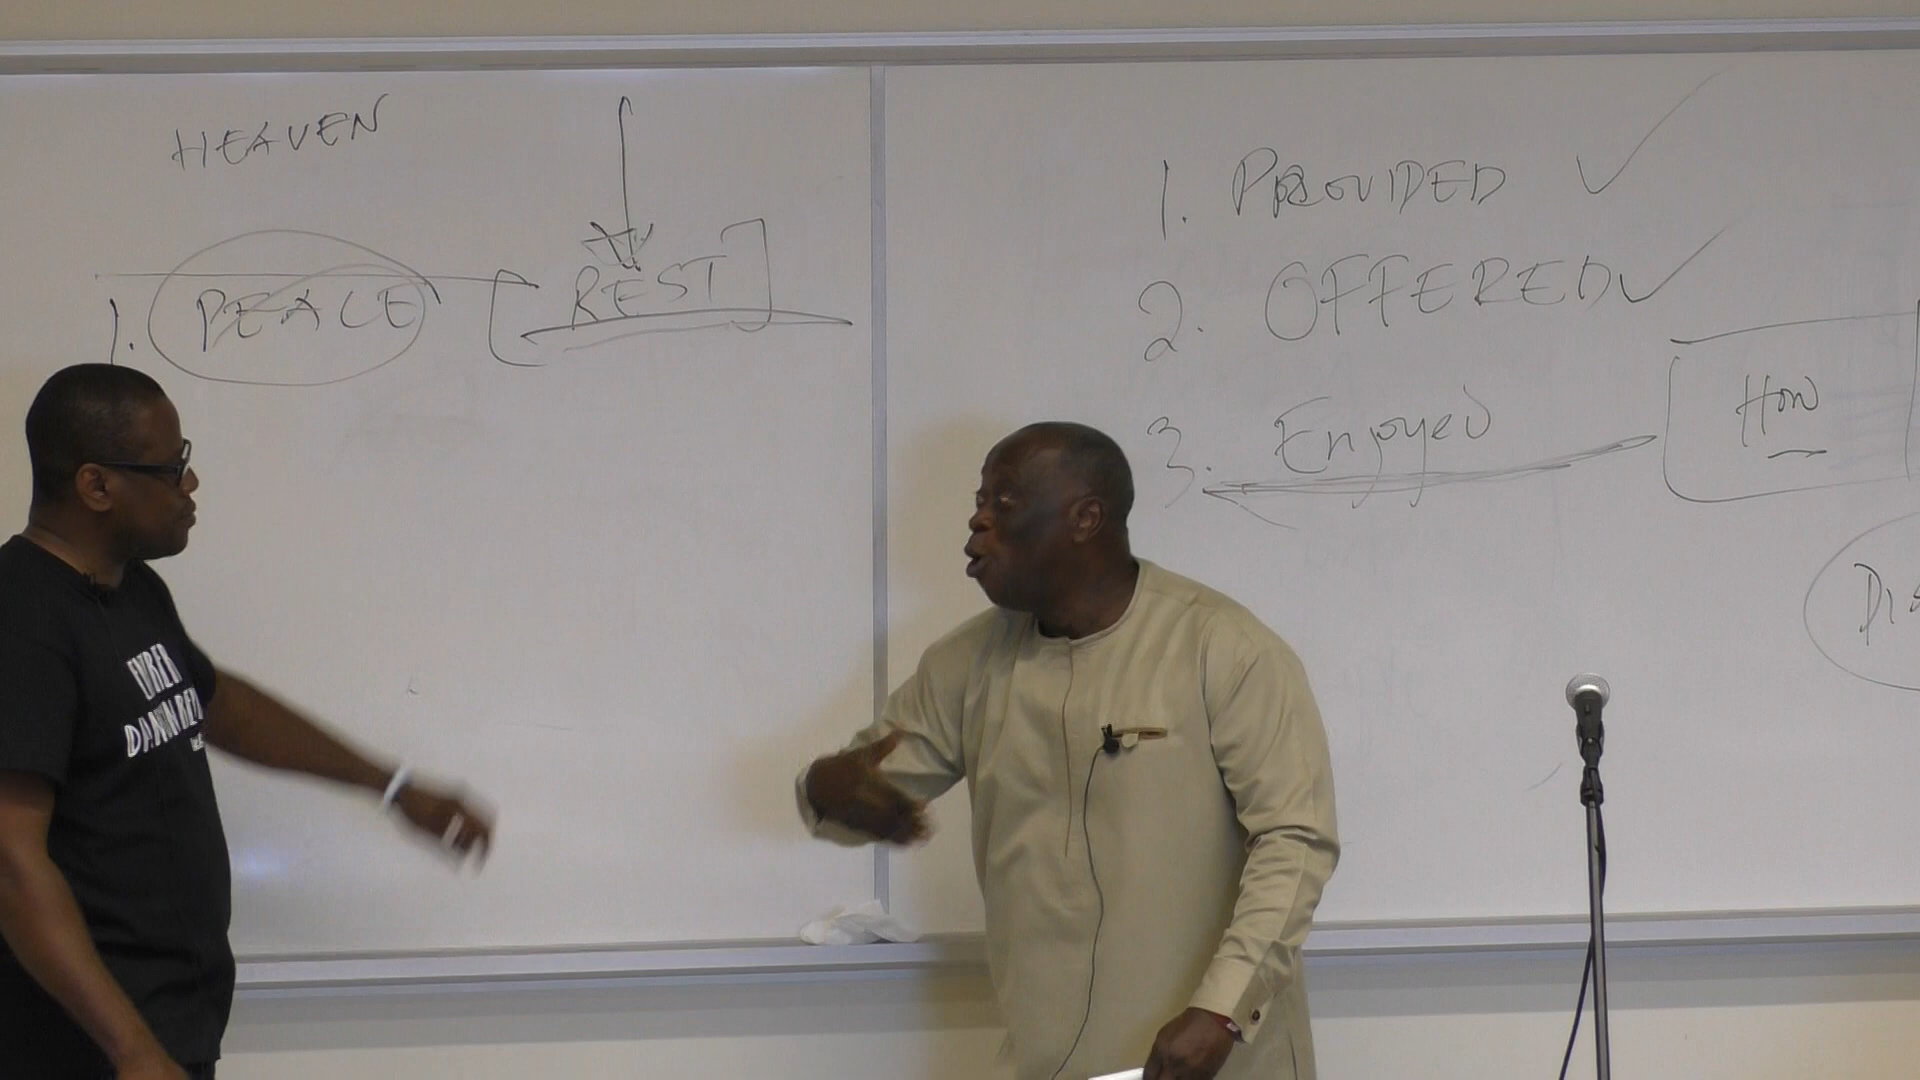 HEAVEN
1. PEACE [REST]
1. PROVIDED ✓
2. OFFERED ✓
3. Enjoyed
How